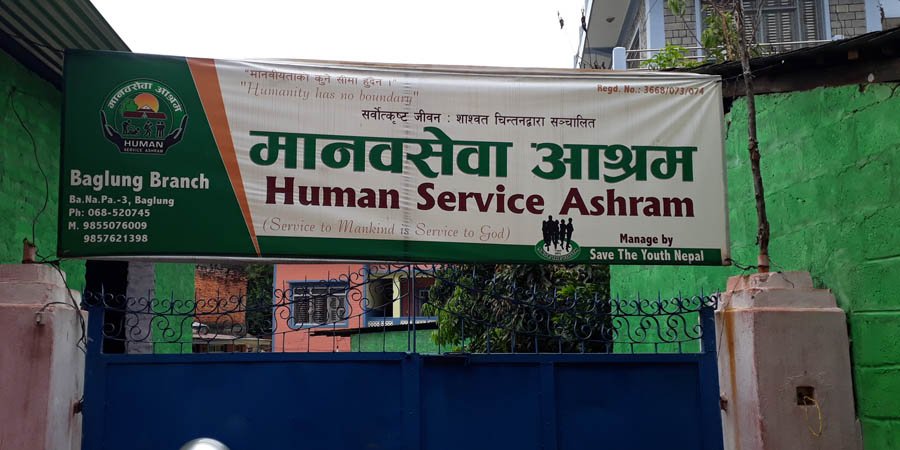 "मानवीयताको कुनै सीमा हुदैन ।"
"Humanity has no boundary"
Regd. No.: 3668/073/074
सर्वोत्कृष्ट जीवन : शाश्वत चिन्तनद्वारा सञ्चालित
मानवसेवा आश्रम
Human Service Ashram
(Service to Mankind is Service to God)
Manage by
Save The Youth Nepal
मानवसेवा आश्रम
HUMAN
SERVICE ASHRAM
Baglung Branch
Ba.Na.Pa.-3, Baglung
Ph: 068-520745
M. 9855076009
9857621398